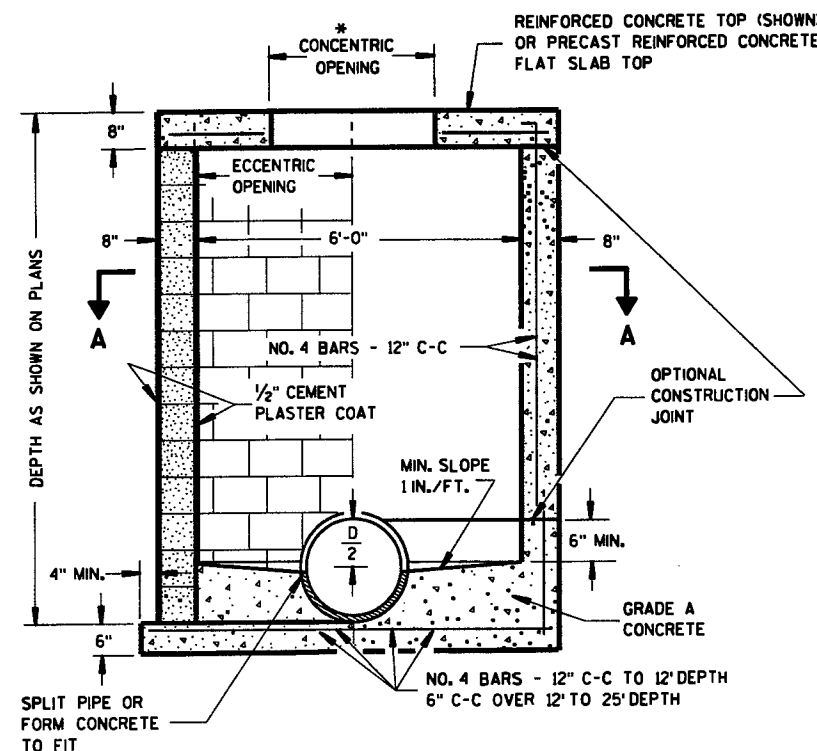 *
CONCENTRIC
OPENING
REINFORCED CONCRETE TOP (SHOWN)
OR PRECAST REINFORCED CONCRETE
FLAT SLAB TOP
8"
ECCENTRIC
OPENING
8"
6'-0"
8"
A
A
DEPTH AS SHOWN ON PLANS
NO. 4 BARS - 12" C-C
½" CEMENT
PLASTER COAT
OPTIONAL
CONSTRUCTION
JOINT
MIN. SLOPE
1 IN./FT.
D
2
6" MIN.
4" MIN.
6"
GRADE A
CONCRETE
NO. 4 BARS - 12" C-C TO 12' DEPTH
6" C-C OVER 12' TO 25' DEPTH
SPLIT PIPE OR
FORM CONCRETE
TO FIT